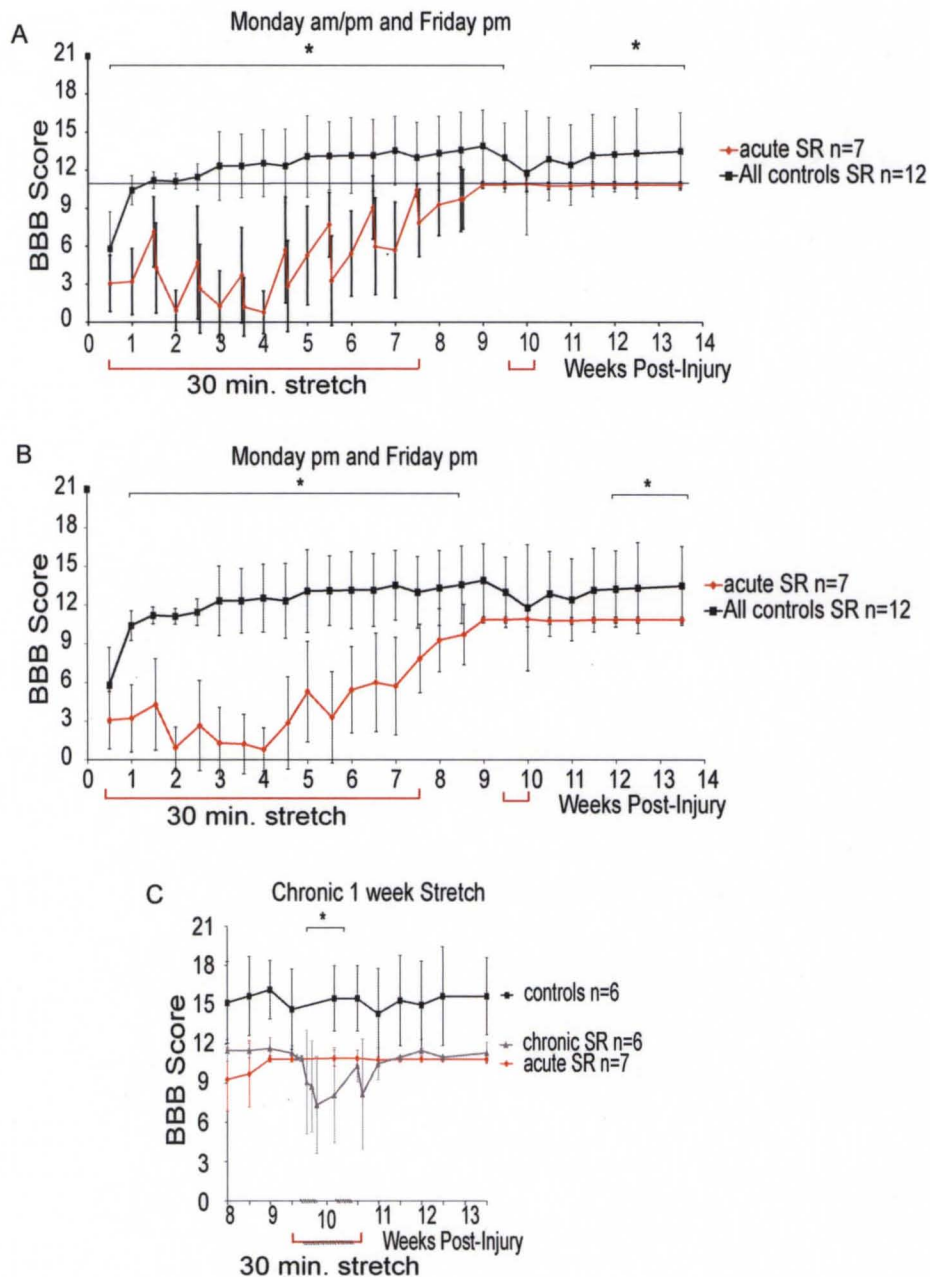 A
Monday am/pm and Friday pm
*
*
21
18
15
12
9
6
3
0
BBB Score
acute SR n=7
All controls SR n=12
0 1 2 3 4 5 6 7 8 9 10 11 12 13 14
30 min. stretch
Weeks Post-Injury
B
Monday pm and Friday pm
*
*
21
18
15
12
9
6
3
0
BBB Score
acute SR n=7
All controls SR n=12
0 1 2 3 4 5 6 7 8 9 10 11 12 13 14
30 min. stretch
Weeks Post-Injury
C
Chronic 1 week Stretch
*
21
18
15
12
9
6
3
0
BBB Score
controls n=6
chronic SR n=6
acute SR n=7
8 9 10 11 12 13
Weeks Post-Injury
30 min. stretch